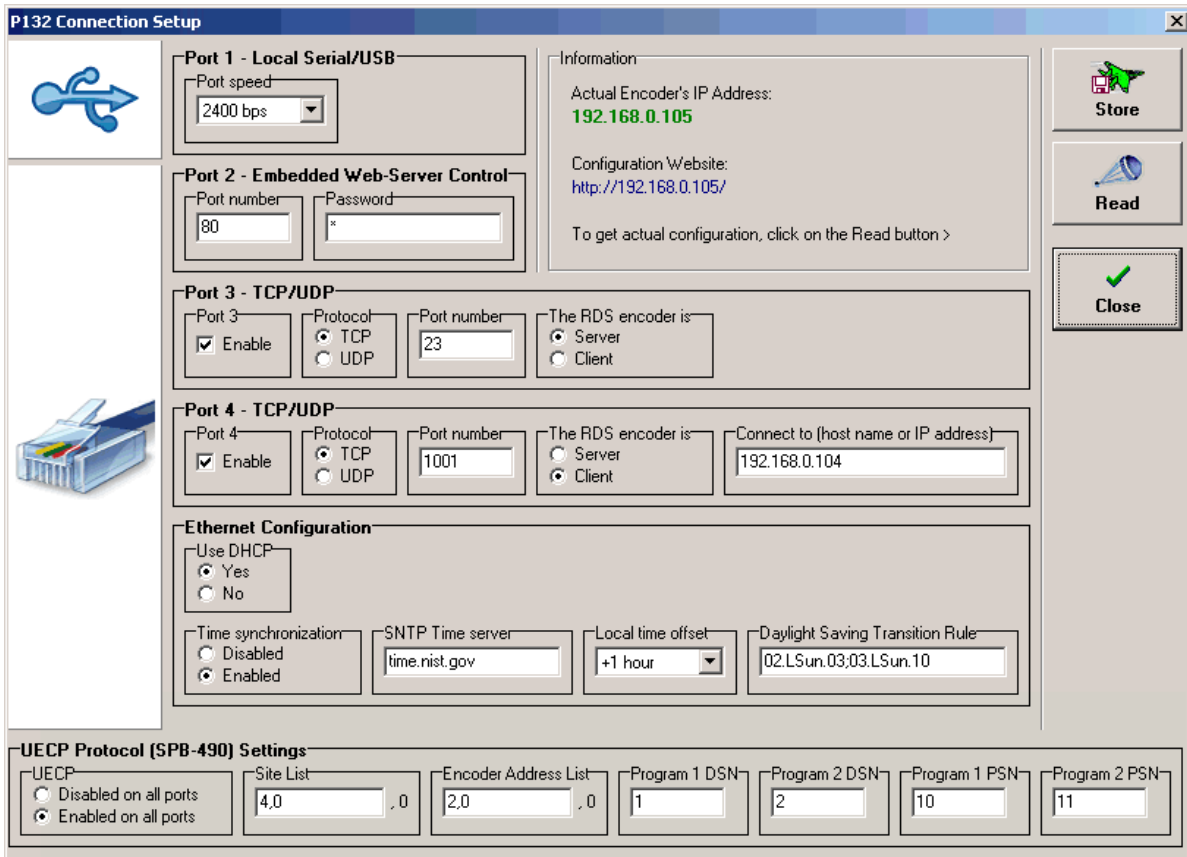 P132 Connection Setup
Port 1 - Local Serial/USB
Port speed
2400 bps
Port 2 - Embedded Web-Server Control
Port number
80
Password
*
Information
Actual Encoder's IP Address:
192.168.0.105
Configuration Website:
http://192.168.0.105/
To get actual configuration, click on the Read button >
Store
Read
Close
Port 3 - TCP/UDP
Port 3
Enable
Protocol
TCP
UDP
Port number
23
The RDS encoder is
Server
Client
Port 4 - TCP/UDP
Port 4
Enable
Protocol
TCP
UDP
Port number
1001
The RDS encoder is
Server
Client
Connect to (host name or IP address)
192.168.0.104
Ethernet Configuration
Use DHCP
Yes
No
Time synchronization
Disabled
Enabled
SNTP Time server
time.nist.gov
Local time offset
+1 hour
Daylight Saving Transition Rule
02.LSun.03;03.LSun.10
UECP Protocol (SPB-490) Settings
UECP
Disabled on all ports
Enabled on all ports
Site List
4,0 , 0
Encoder Address List
2,0 , 0
Program 1 DSN
1
Program 2 DSN
2
Program 1 PSN
10
Program 2 PSN
11